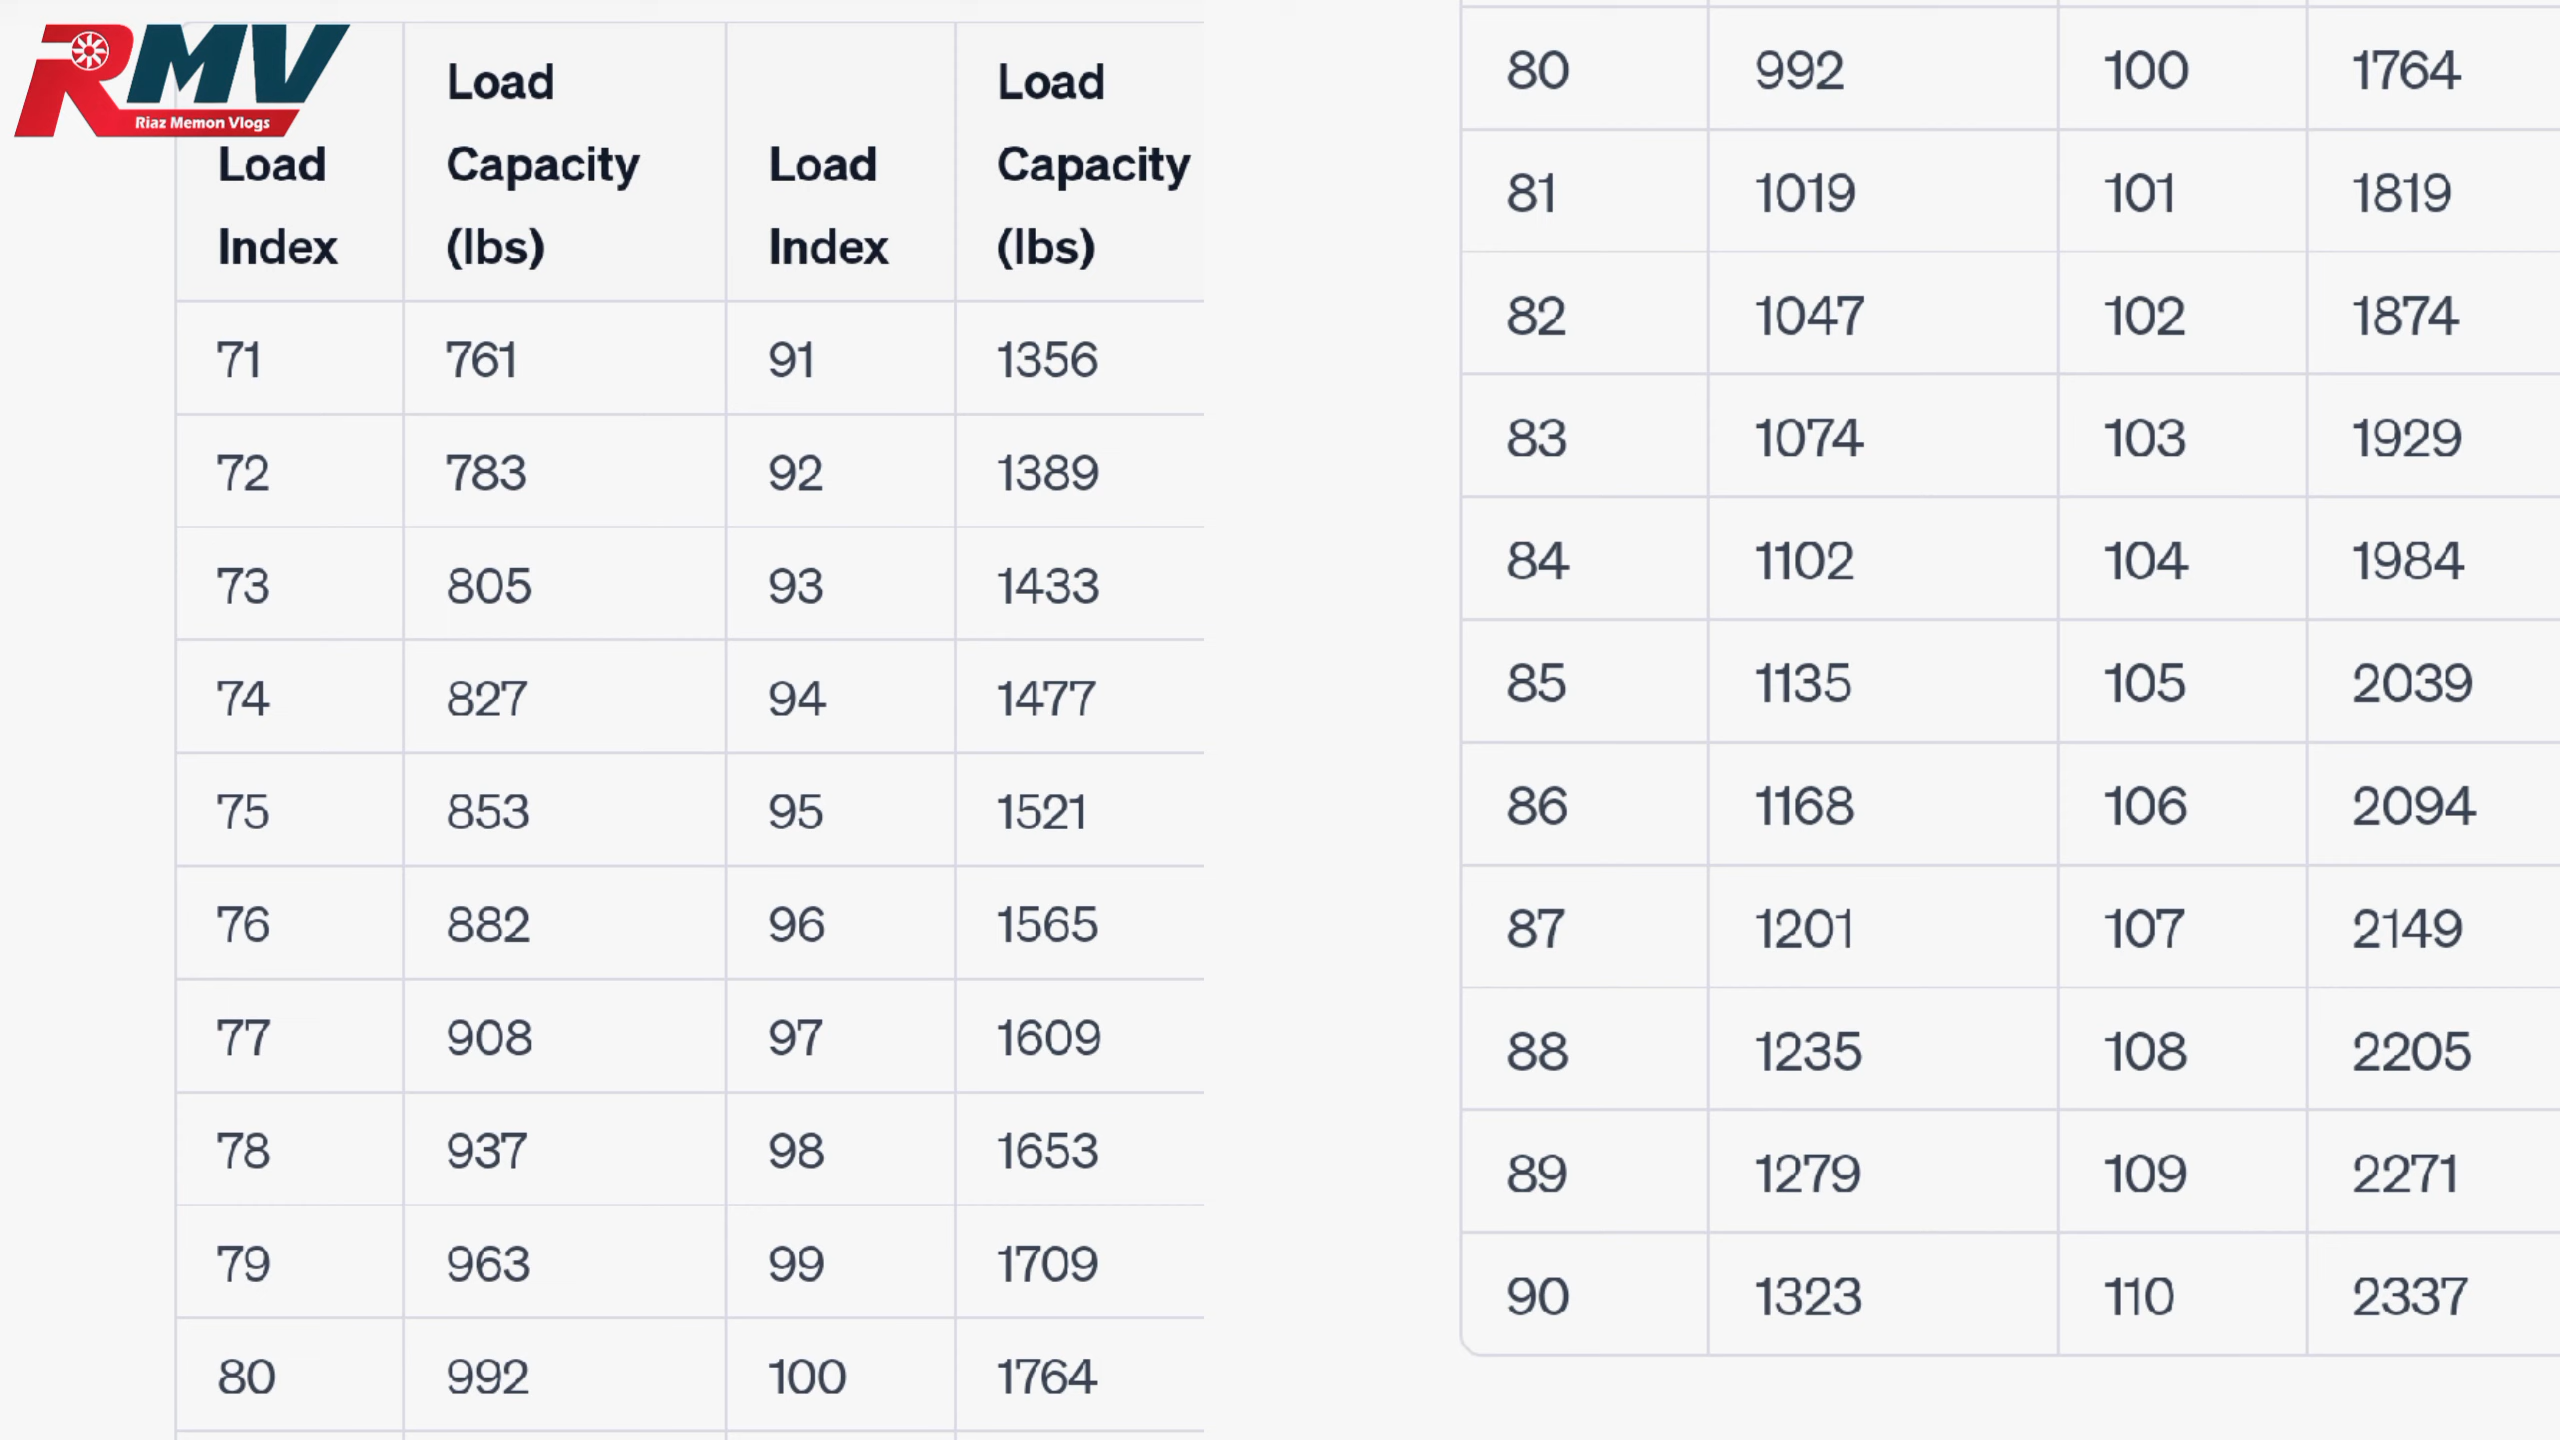 RMV
Riaz Memon Vlogs
Load Index Load Capacity (lbs) Load Index Load Capacity (lbs)
71 761 91 1356
72 783 92 1389
73 805 93 1433
74 827 94 1477
75 853 95 1521
76 882 96 1565
77 908 97 1609
78 937 98 1653
79 963 99 1709
80 992 100 1764
80 992 100 1764
81 1019 101 1819
82 1047 102 1874
83 1074 103 1929
84 1102 104 1984
85 1135 105 2039
86 1168 106 2094
87 1201 107 2149
88 1235 108 2205
89 1279 109 2271
90 1323 110 2337